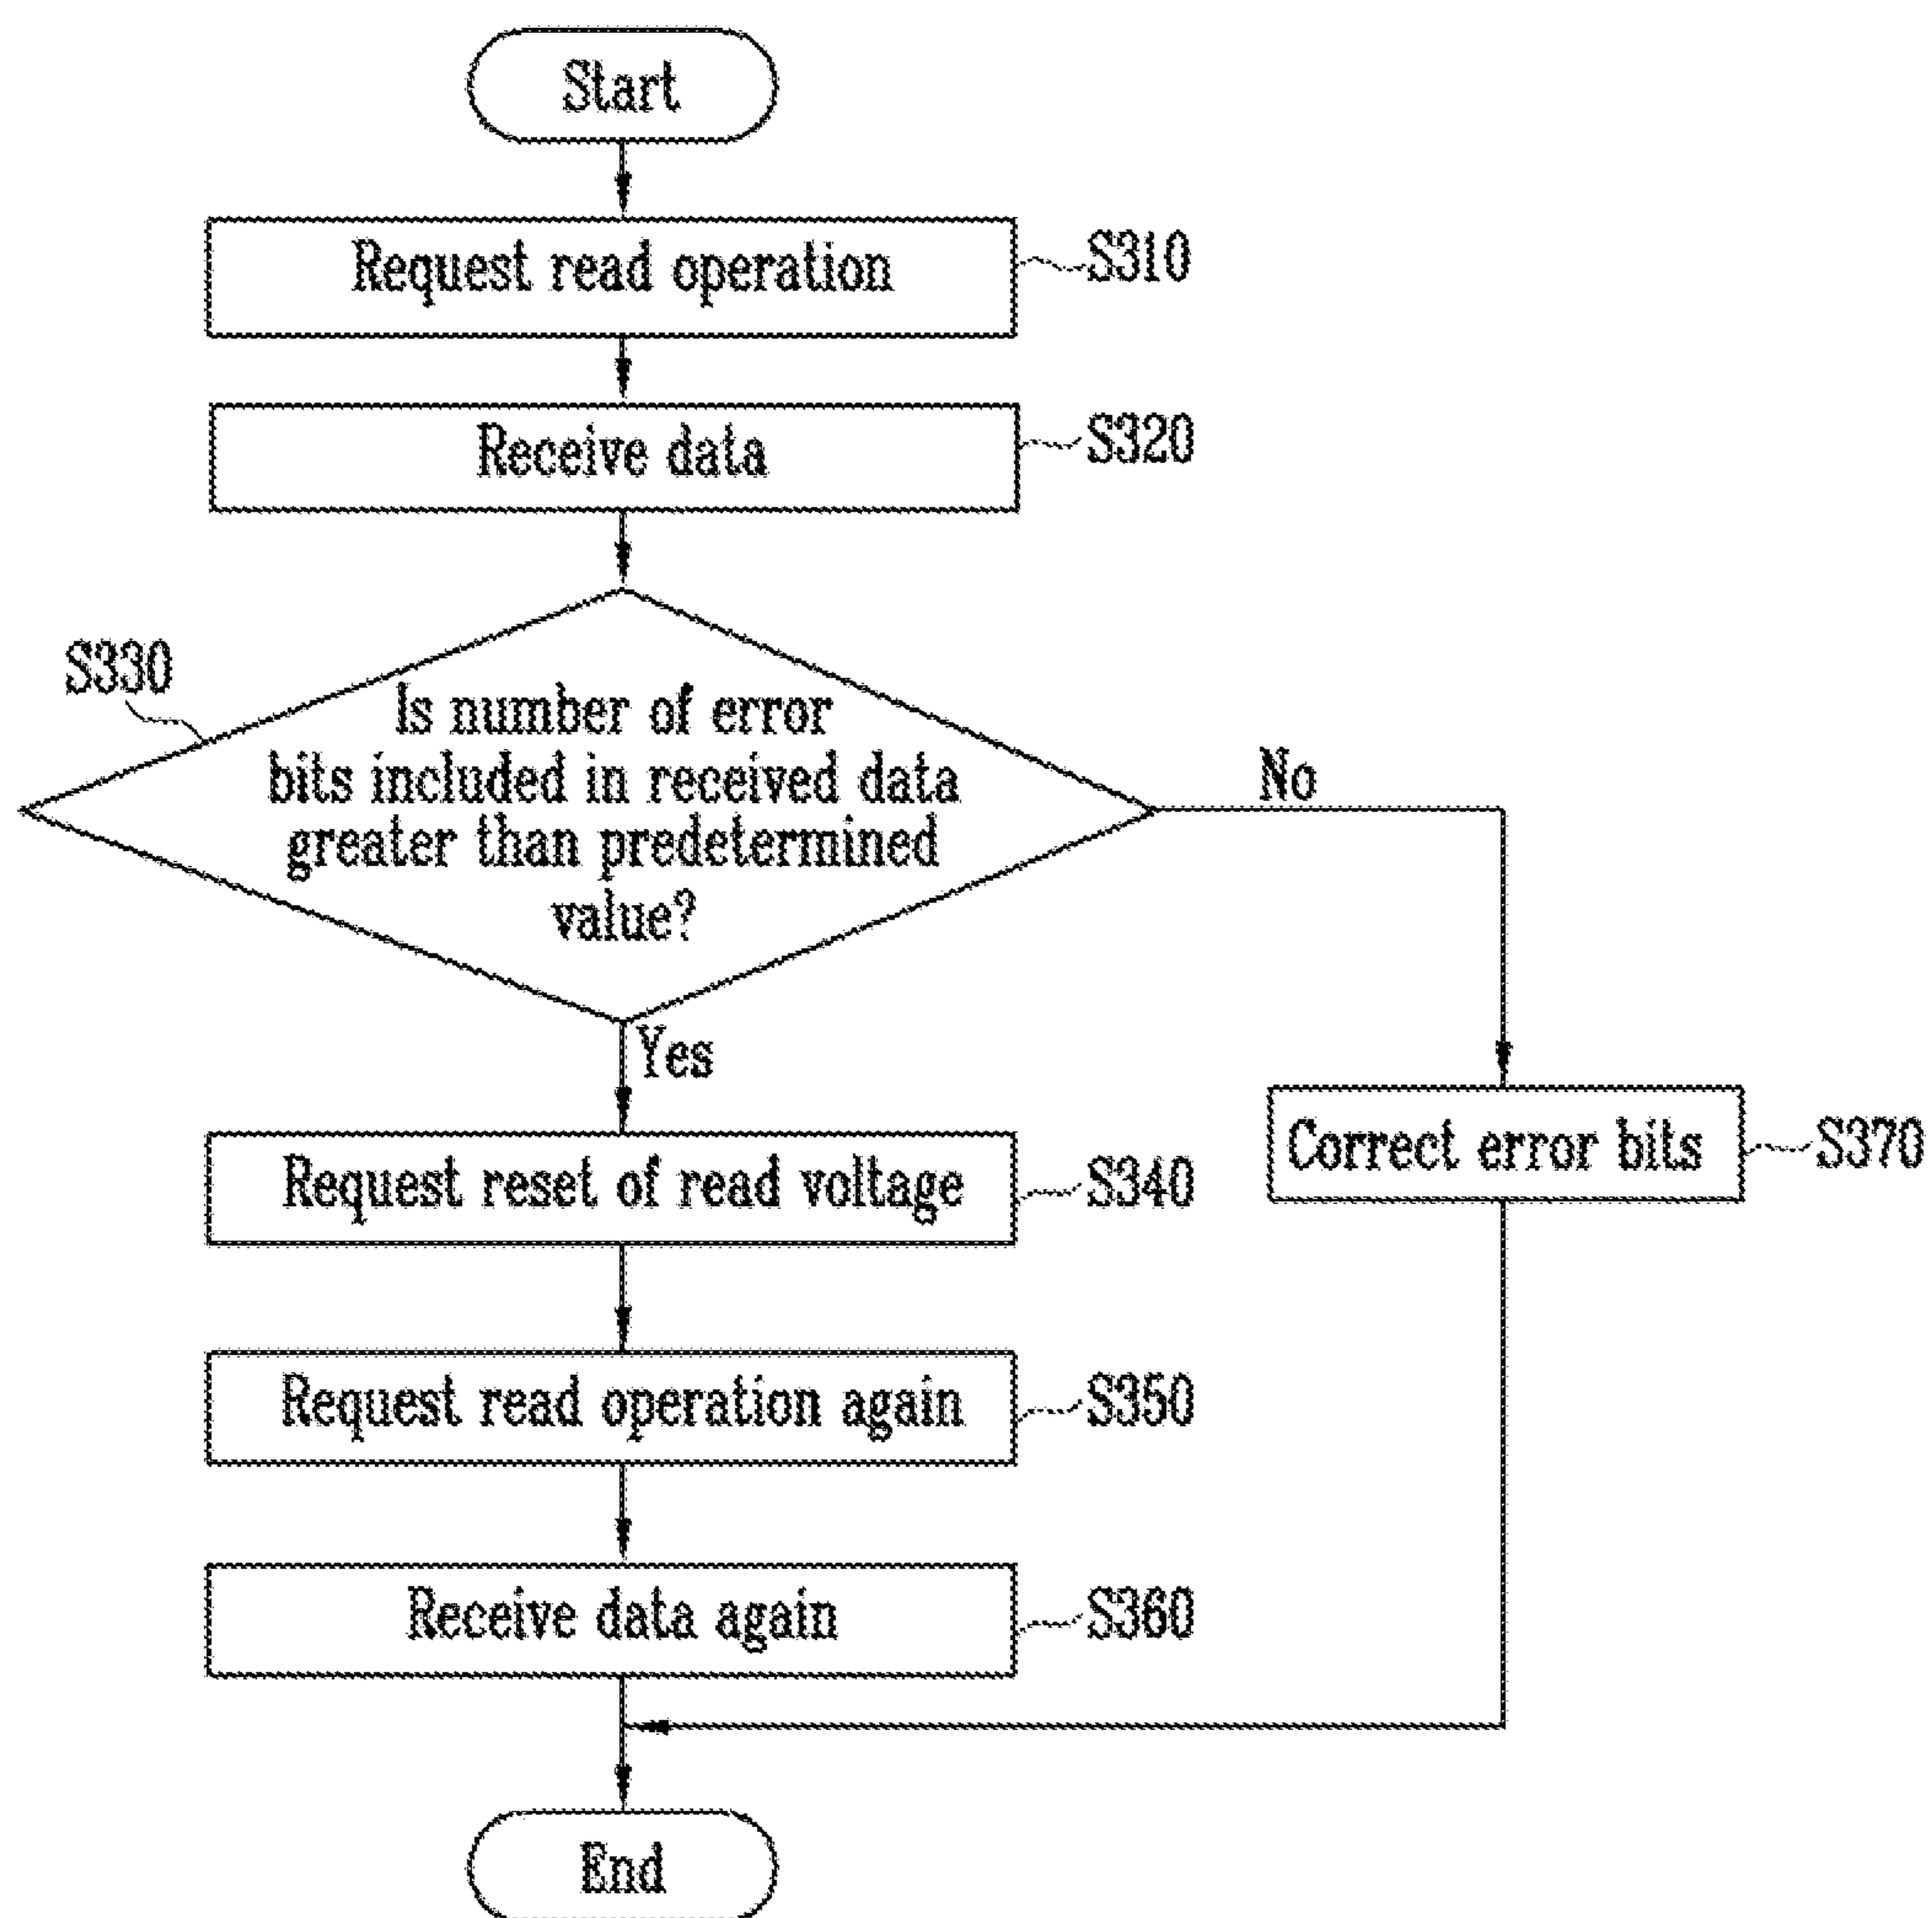 Start
Request read operation
S310
Receive data
S320
S330
Is number of error
bits included in received data
greater than predetermined
value?
No
Yes
Request reset of read voltage
S340
Correct error bits
S370
Request read operation again
S350
Receive data again
S360
End